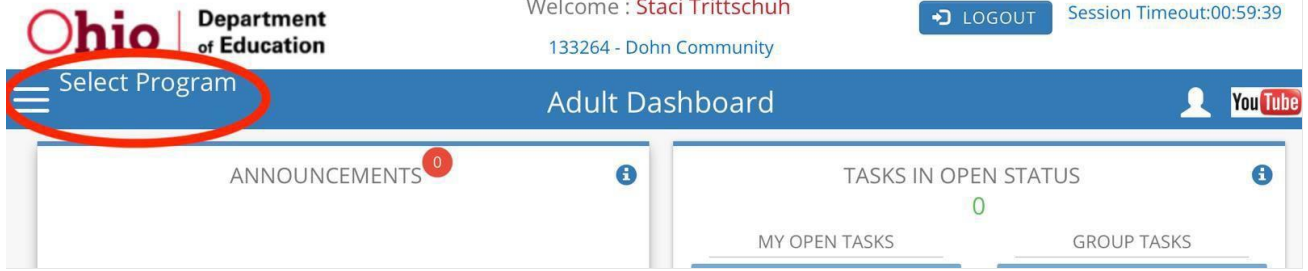 Ohio Department
of Education
Welcome : Staci Trittschuh
133264 - Dohn Community
LOGOUT
Session Timeout:00:59:39
Select Program
Adult Dashboard
YouTube
ANNOUNCEMENTS 0
TASKS IN OPEN STATUS
0
MY OPEN TASKS
GROUP TASKS